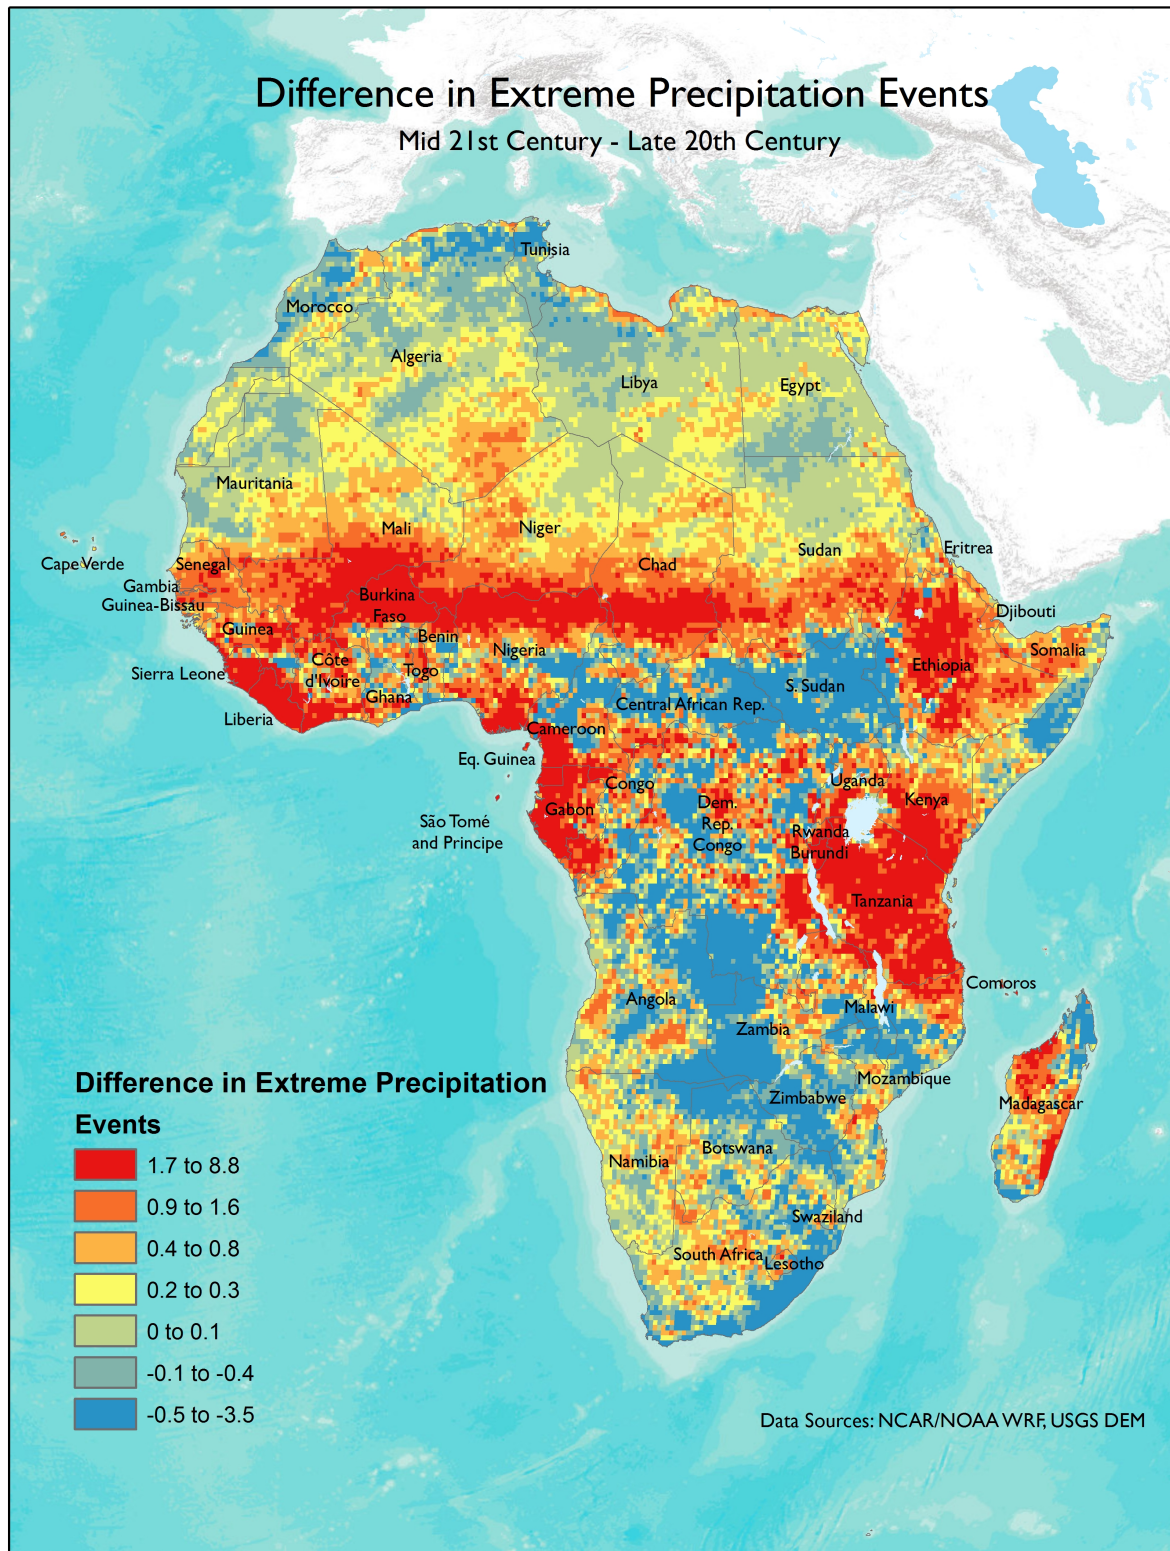 Difference in Extreme Precipitation Events
Mid 21st Century - Late 20th Century
Tunisia
Morocco
Algeria
Libya
Egypt
Mauritania
Mali
Niger
Chad
Sudan
Eritrea
Cape Verde
Senegal
Gambia
Guinea-Bissau
Burkina
Faso
Djibouti
Guinea
Benin
Nigeria
Somalia
Sierra Leone
Côte
d'Ivoire
Togo
Ethiopia
Ghana
S. Sudan
Liberia
Central African Rep.
Cameroon
Eq. Guinea
Congo
Uganda
Gabon
Dem.
Rep.
Congo
Kenya
São Tomé
and Principe
Rwanda
Burundi
Tanzania
Comoros
Angola
Malawi
Zambia
Mozambique
Zimbabwe
Madagascar
Botswana
Namibia
Swaziland
South Africa
Lesotho
Difference in Extreme Precipitation
Events
1.7 to 8.8
0.9 to 1.6
0.4 to 0.8
0.2 to 0.3
0 to 0.1
-0.1 to -0.4
-0.5 to -3.5
Data Sources: NCAR/NOAA WRF, USGS DEM